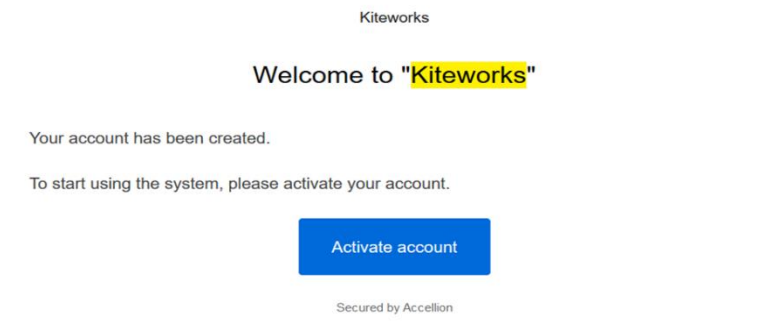 Kiteworks
Welcome to "Kiteworks"
Your account has been created.
To start using the system, please activate your account.
Activate account
Secured by Accellion